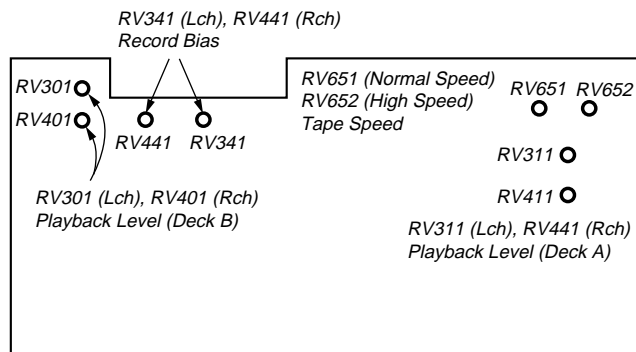 RV341 (Lch), RV441 (Rch)
Record Bias
RV301
RV401
RV441
RV341
RV301 (Lch), RV401 (Rch)
Playback Level (Deck B)
RV651 (Normal Speed)
RV652 (High Speed)
Tape Speed
RV651
RV652
RV311
RV411
RV311 (Lch), RV441 (Rch)
Playback Level (Deck A)